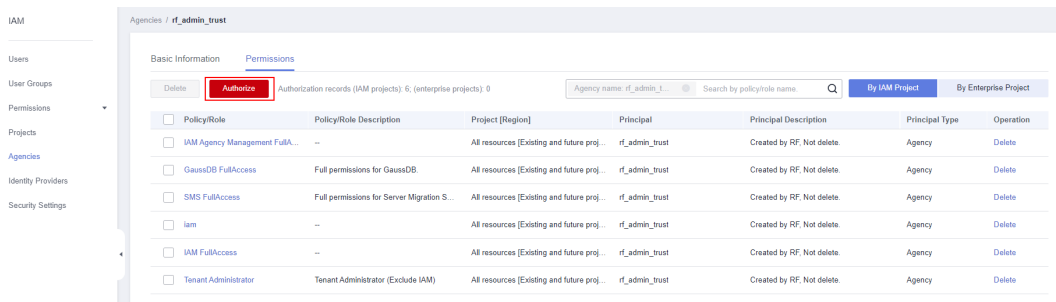 IAM
Agencies / rf_admin_trust
Users
User Groups
Permissions
Projects
Agencies
Identity Providers
Security Settings
Basic Information Permissions
Delete Authorize Authorization records (IAM projects): 6; (enterprise projects): 0 Agency name: rf_admin_t... Search by policy/role name By IAM Project By Enterprise Project
Policy/Role Policy/Role Description Project [Region] Principal Principal Description Principal Type Operation
IAM Agency Management FullA... -- All resources [Existing and future proj... rf_admin_trust Created by RF, Not delete. Agency Delete
GaussDB FullAccess Full permissions for GaussDB. All resources [Existing and future proj... rf_admin_trust Created by RF, Not delete. Agency Delete
SMS FullAccess Full permissions for Server Migration S... All resources [Existing and future proj... rf_admin_trust Created by RF, Not delete. Agency Delete
iam -- All resources [Existing and future proj... rf_admin_trust Created by RF, Not delete. Agency Delete
IAM FullAccess -- All resources [Existing and future proj... rf_admin_trust Created by RF, Not delete. Agency Delete
Tenant Administrator Tenant Administrator (Exclude IAM) All resources [Existing and future proj... rf_admin_trust Created by RF, Not delete. Agency Delete